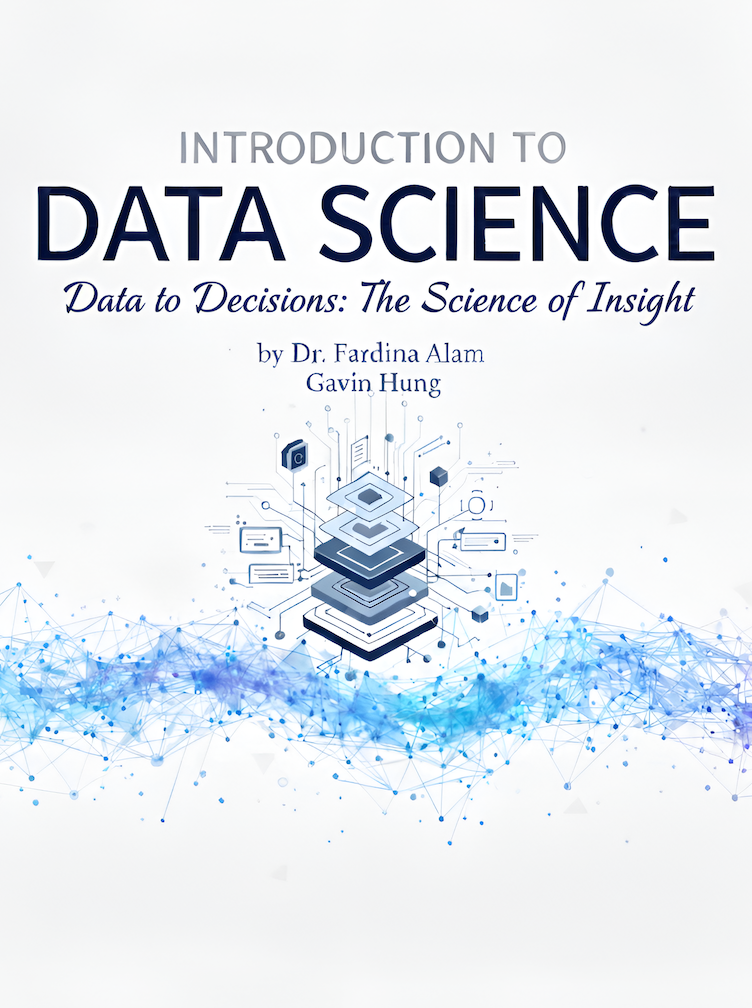 INTRODUCTION TO
DATA SCIENCE
Data to Decisions: The Science of Insight
by Dr. Fardina Alam
Gavin Hung